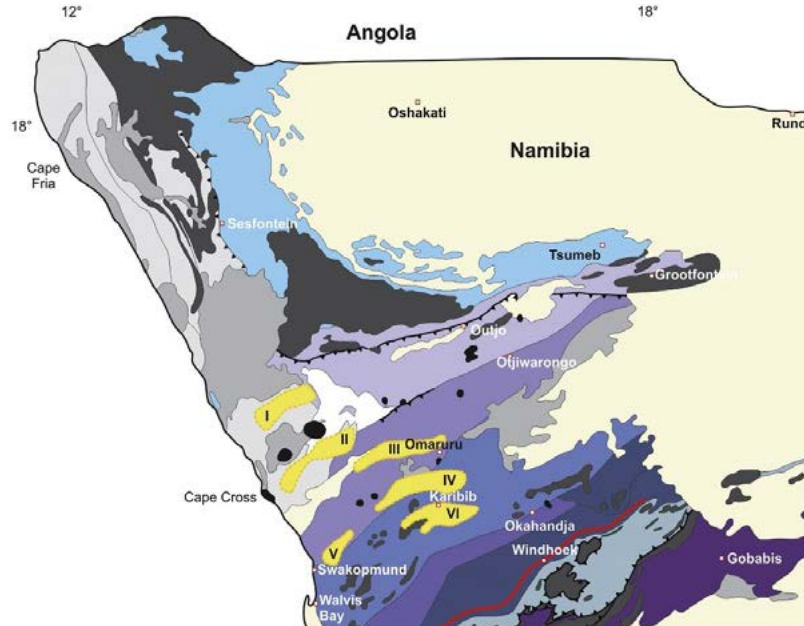 12°
18°
Angola
Oshakati
18°
Namibia
Cape
Fria
Sesfontein
Tsumeb
Grootfontein
Outjo
Otjiwarongo
I
II
III
Omaruru
IV
Cape Cross
Karibib
VI
Okahandja
V
Windhoek
Gobabis
Swakopmund
Walvis
Bay